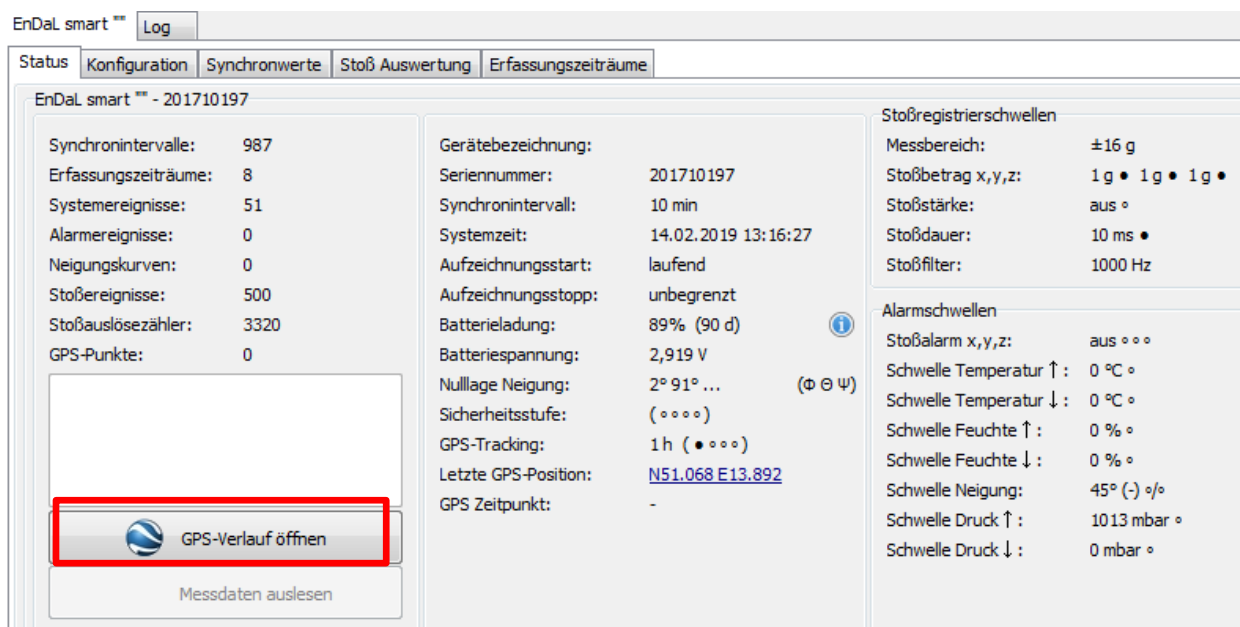 EnDaL smart "" Log
Status Konfiguration Synchronwerte Stoß Auswertung Erfassungszeiträume
EnDaL smart "" - 201710197
Synchronintervalle: 987
Erfassungszeiträume: 8
Systemereignisse: 51
Alarmereignisse: 0
Neigungskurven: 0
Stoßereignisse: 500
Stoßauslösezähler: 3320
GPS-Punkte: 0
GPS-Verlauf öffnen
Messdaten auslesen
Gerätebezeichnung:
Seriennummer: 201710197
Synchronintervall: 10 min
Systemzeit: 14.02.2019 13:16:27
Aufzeichnungsstart: laufend
Aufzeichnungsstopp: unbegrenzt
Batterieladung: 89% (90 d)
Batteriespannung: 2,919 V
Nulllage Neigung: 2° 91° ... (Φ Θ Ψ)
Sicherheitsstufe: (∘∘∘∘)
GPS-Tracking: 1 h (●∘∘∘)
Letzte GPS-Position: N51.068 E13.892
GPS Zeitpunkt: -
Stoßregistrierschwellen
Messbereich: ±16 g
Stoßbetrag x,y,z: 1 g ● 1 g ● 1 g ●
Stoßstärke: aus ∘
Stoßdauer: 10 ms ●
Stoßfilter: 1000 Hz
Alarmschwellen
Stoßalarm x,y,z: aus ∘∘∘
Schwelle Temperatur ↑: 0 °C ∘
Schwelle Temperatur ↓: 0 °C ∘
Schwelle Feuchte ↑: 0 % ∘
Schwelle Feuchte ↓: 0 % ∘
Schwelle Neigung: 45° (-) ∘/∘
Schwelle Druck ↑: 1013 mbar ∘
Schwelle Druck ↓: 0 mbar ∘